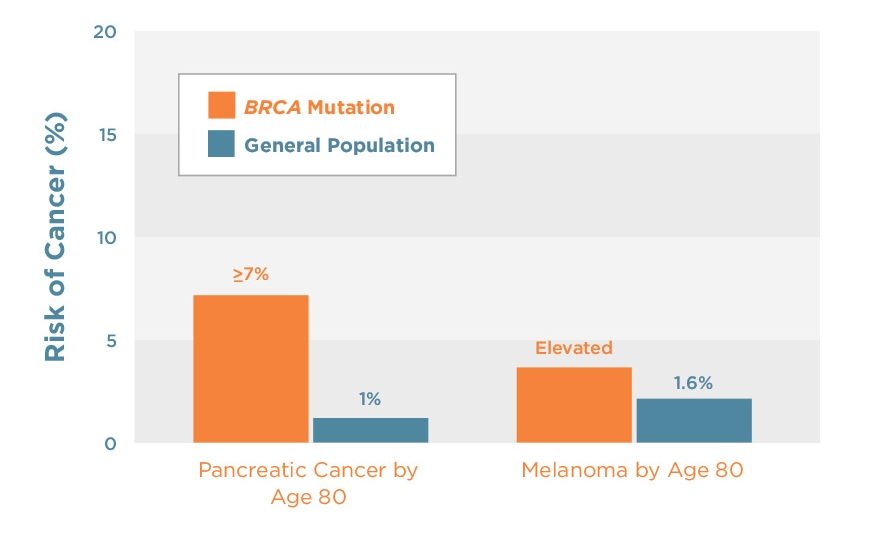 20
15
10
5
0
Risk of Cancer (%)
BRCA Mutation
General Population
≥7%
1%
Elevated
1.6%
Pancreatic Cancer by
Age 80
Melanoma by Age 80